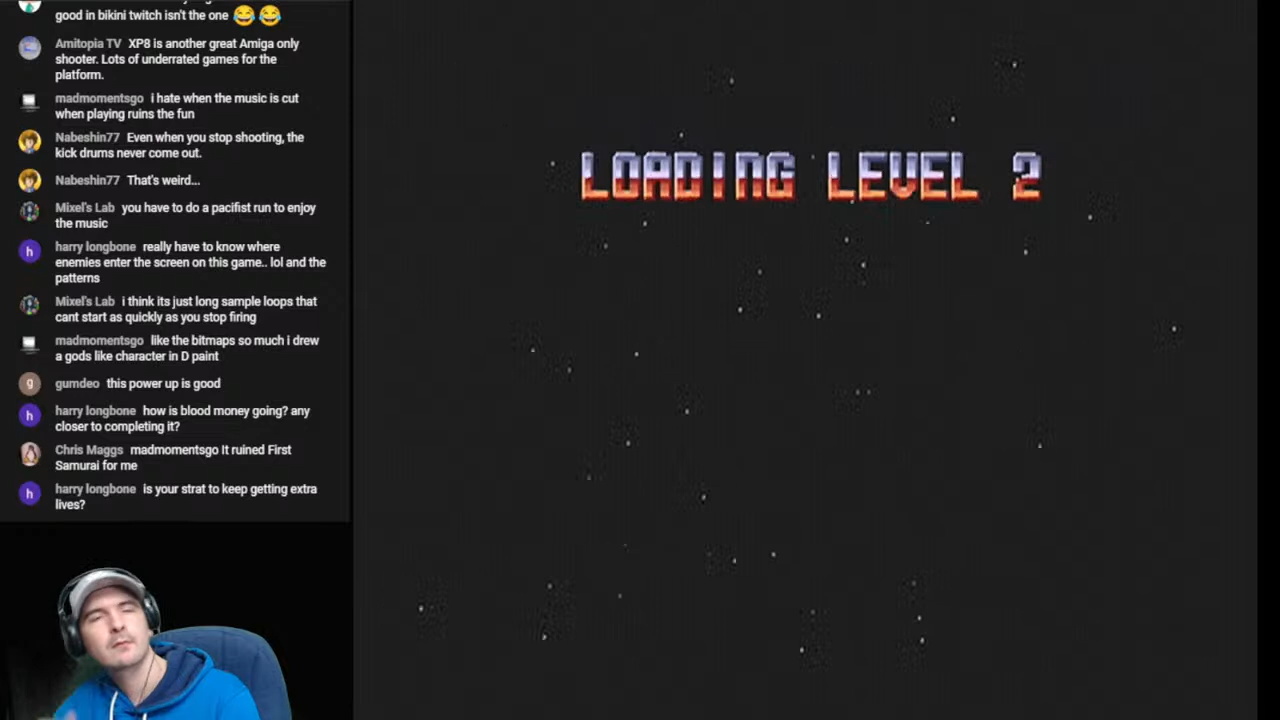 good in bikini twitch isn't the one 😂 😂
Amitopia TV XP8 is another great Amiga only
shooter. Lots of underrated games for the
platform.
madmomentsgo i hate when the music is cut
when playing ruins the fun
Nabeshin77 Even when you stop shooting, the
kick drums never come out.
Nabeshin77 That's weird...
Mixel's Lab you have to do a pacifist run to enjoy
the music
h harry longbone really have to know where
enemies enter the screen on this game.. lol and the
patterns
Mixel's Lab i think its just long sample loops that
cant start as quickly as you stop firing
madmomentsgo like the bitmaps so much i drew
a gods like character in D paint
g gumdeo this power up is good
h harry longbone how is blood money going? any
closer to completing it?
Chris Maggs madmomentsgo It ruined First
Samurai for me
h harry longbone is your strat to keep getting extra
lives?
LOADING LEVEL 2